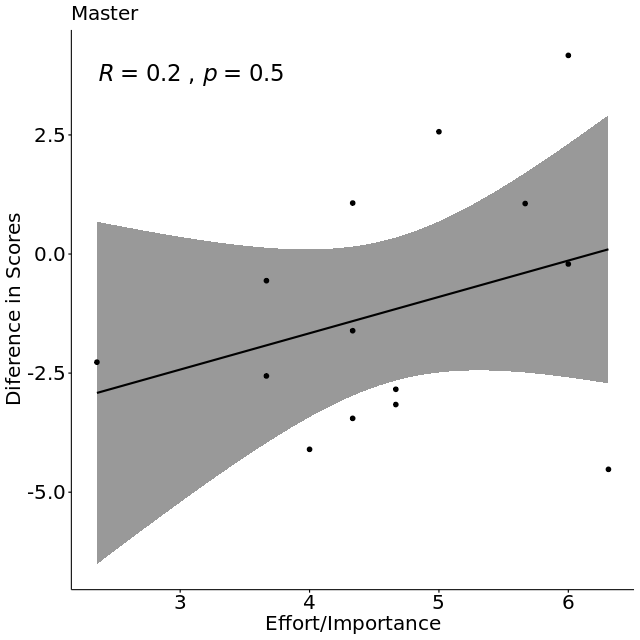 Master
R = 0.2 , p = 0.5
Diference in Scores
2.5
0.0
-2.5
-5.0
3 4 5 6
Effort/Importance